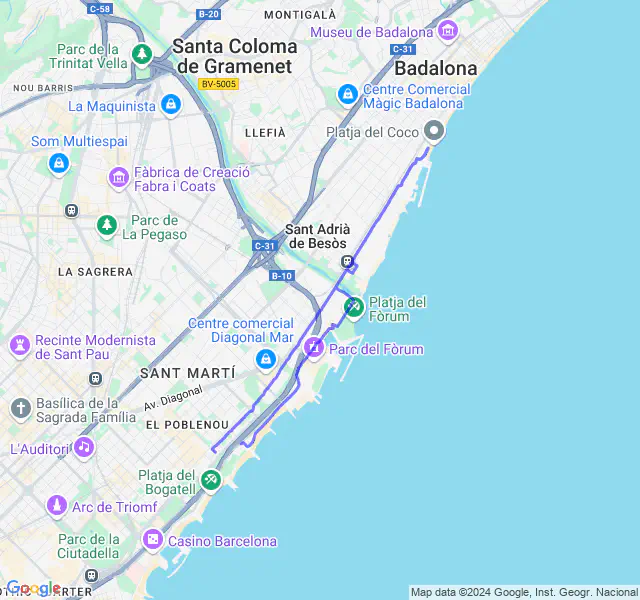 C-58
B-20
MONTIGALÀ
Museu de Badalona
Parc de la
Trinitat Vella
Santa Coloma
de Gramenet
C-31
Badalona
NOU BARRIS
BV-5005
La Maquinista
Centre Comercial
Màgic Badalona
LLEFIÀ
Platja del Coco
Som Multiespai
Fàbrica de Creació
Fabra i Coats
Parc de
La Pegaso
Sant Adrià
de Besòs
C-31
LA SAGRERA
B-10
Platja del
Fòrum
Centre comercial
Diagonal Mar
Recinte Modernista
de Sant Pau
Parc del Fòrum
SANT MARTÍ
Av. Diagonal
Basílica de la
Sagrada Família
EL POBLENOU
L'Auditori
Platja del
Bogatell
Arc de Triomf
Parc de la
Ciutadella
Casino Barcelona
Google
ARTER
Map data ©2024 Google, Inst. Geogr. Nacional